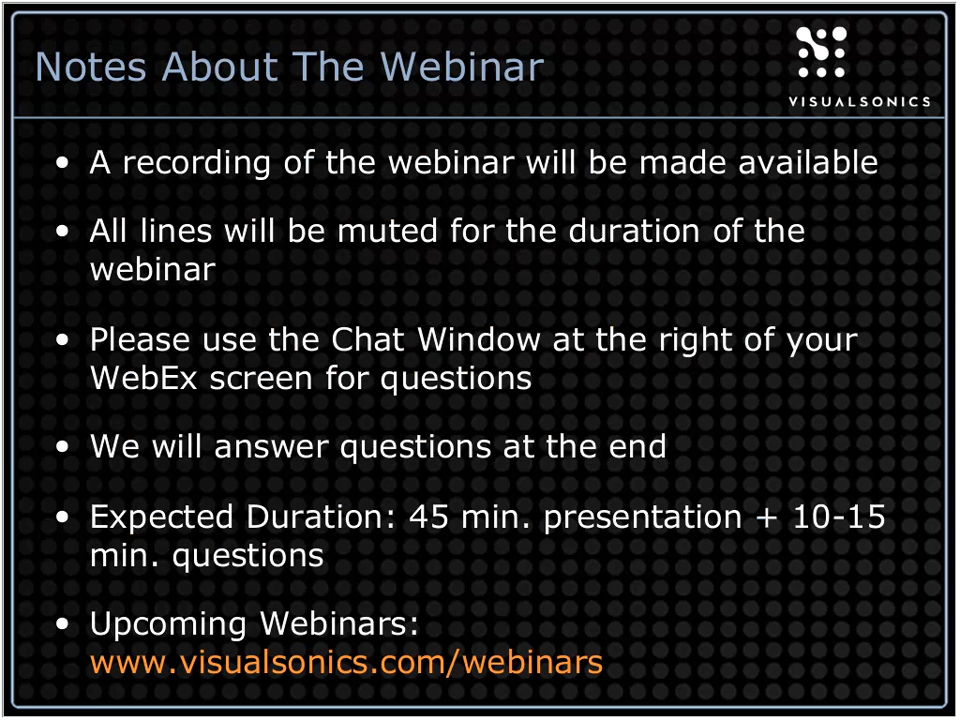 Notes About The Webinar
VISUALSONICS
• A recording of the webinar will be made available
• All lines will be muted for the duration of the
webinar
• Please use the Chat Window at the right of your
WebEx screen for questions
• We will answer questions at the end
• Expected Duration: 45 min. presentation + 10-15
min. questions
• Upcoming Webinars:
www.visualsonics.com/webinars